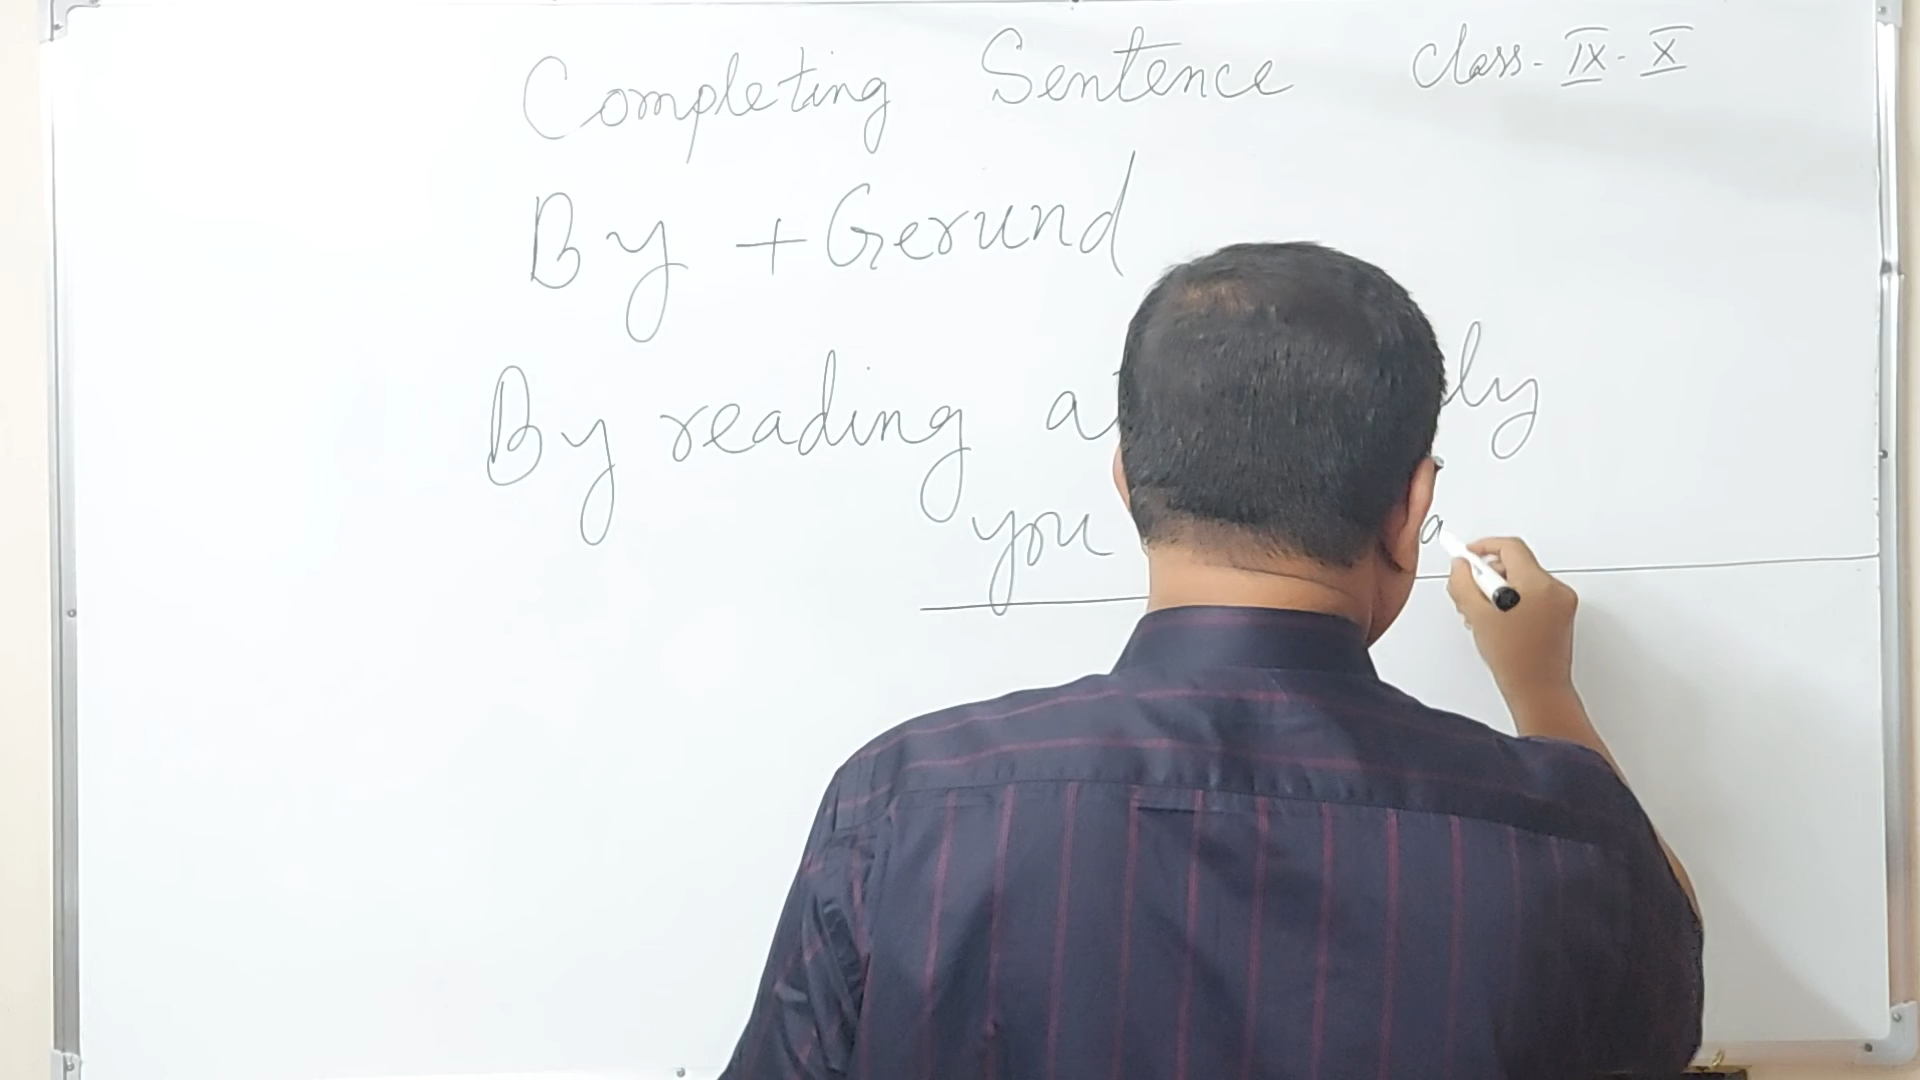 Completing Sentence Class - IX - X
By + Gerund
By reading
you